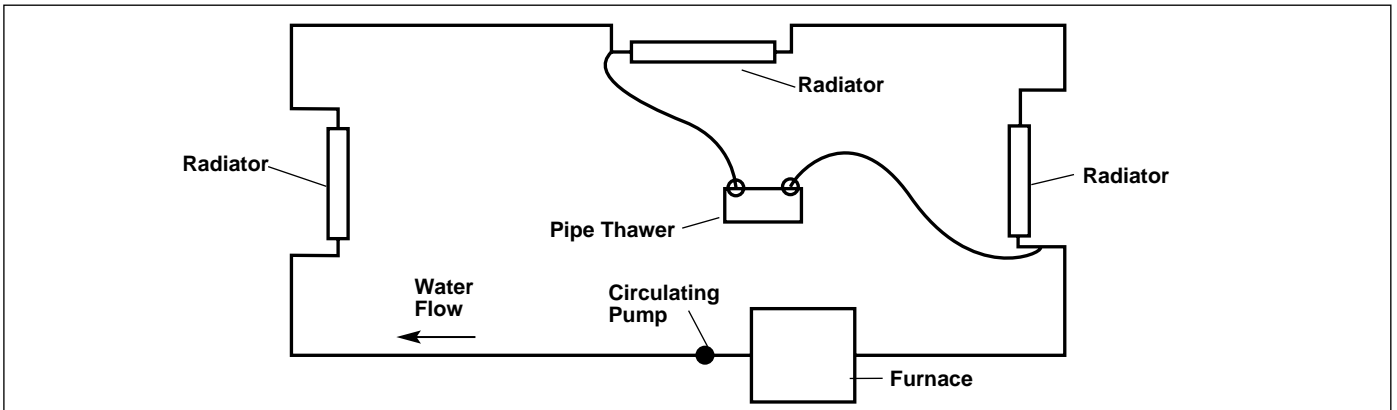 Radiator
Radiator
Radiator
Pipe Thawer
Water
Flow
Circulating
Pump
Furnace